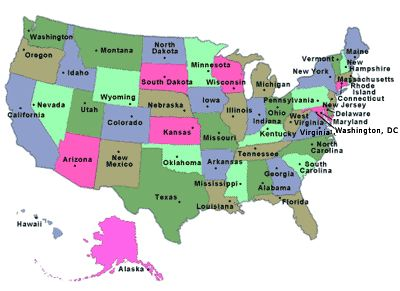 Washington
Montana
North
Dakota
Minnesota
Maine
Oregon
Idaho
Vermont
New
Hampshire
South Dakota
Wisconsin
Michigan
New York
Massachusetts
Rhode
Island
Wyoming
Connecticut
New Jersey
Nevada
Nebraska
Iowa
Pennsylvania
Delaware
Maryland
Utah
Illinois
Ohio
Indiana
West
Virginia
Virginia
Washington, DC
California
Colorado
Kansas
Missouri
Kentucky
North
Carolina
Arizona
New
Mexico
Oklahoma
Arkansas
Tennessee
South
Carolina
Mississippi
Georgia
Alabama
Texas
Louisiana
Florida
Hawaii
Alaska